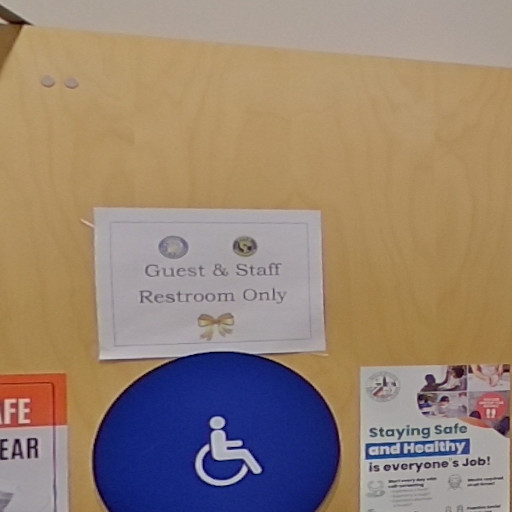 Guest & Staff
Restroom Only
AFE
EAR
Staying Safe
and Healthy
is everyone's Job!